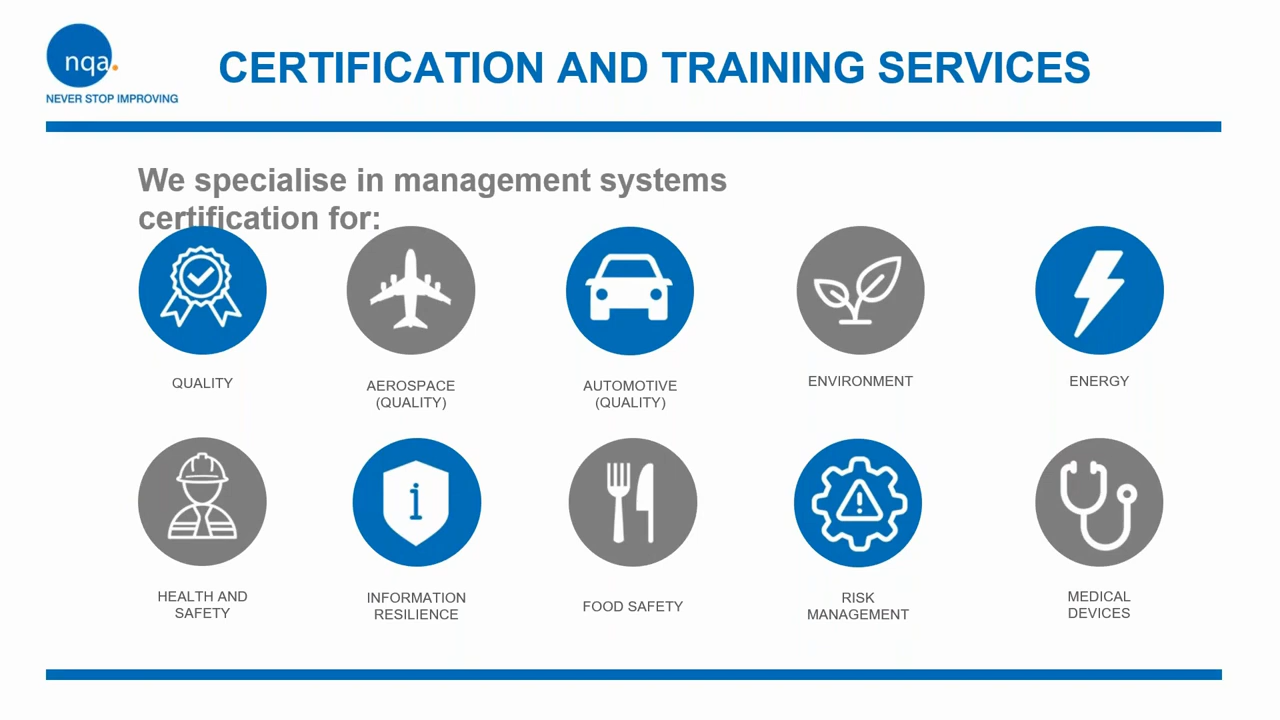 nqa.
NEVER STOP IMPROVING
CERTIFICATION AND TRAINING SERVICES
We specialise in management systems
certification for:
QUALITY
AEROSPACE
(QUALITY)
AUTOMOTIVE
(QUALITY)
ENVIRONMENT
ENERGY
i
!
HEALTH AND
SAFETY
INFORMATION
RESILIENCE
FOOD SAFETY
RISK
MANAGEMENT
MEDICAL
DEVICES